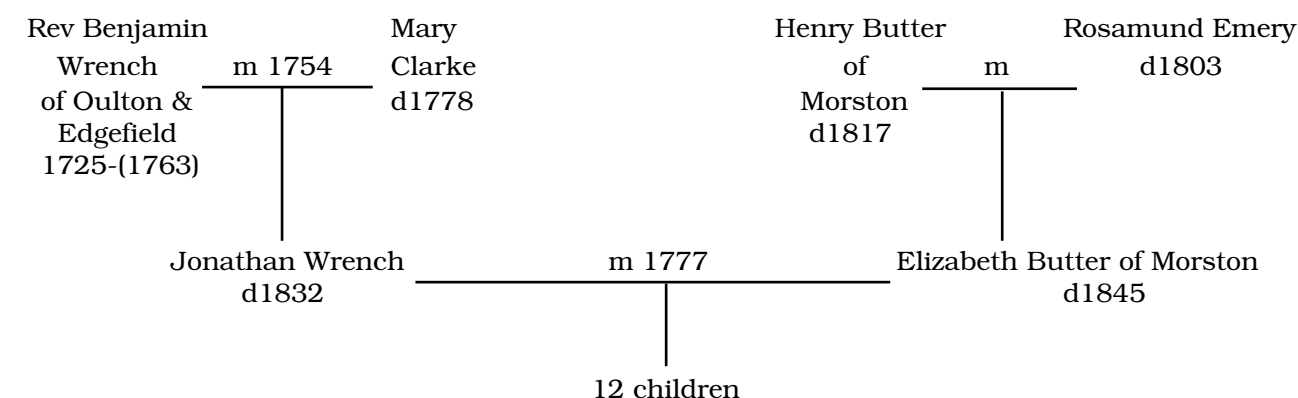 Rev Benjamin
Wrench
of Oulton &
Edgefield
1725-(1763)
m 1754
Mary
Clarke
d1778
Henry Butter
of
Morston
d1817
m
Rosamund Emery
d1803
Jonathan Wrench
d1832
m 1777
Elizabeth Butter of Morston
d1845
12 children